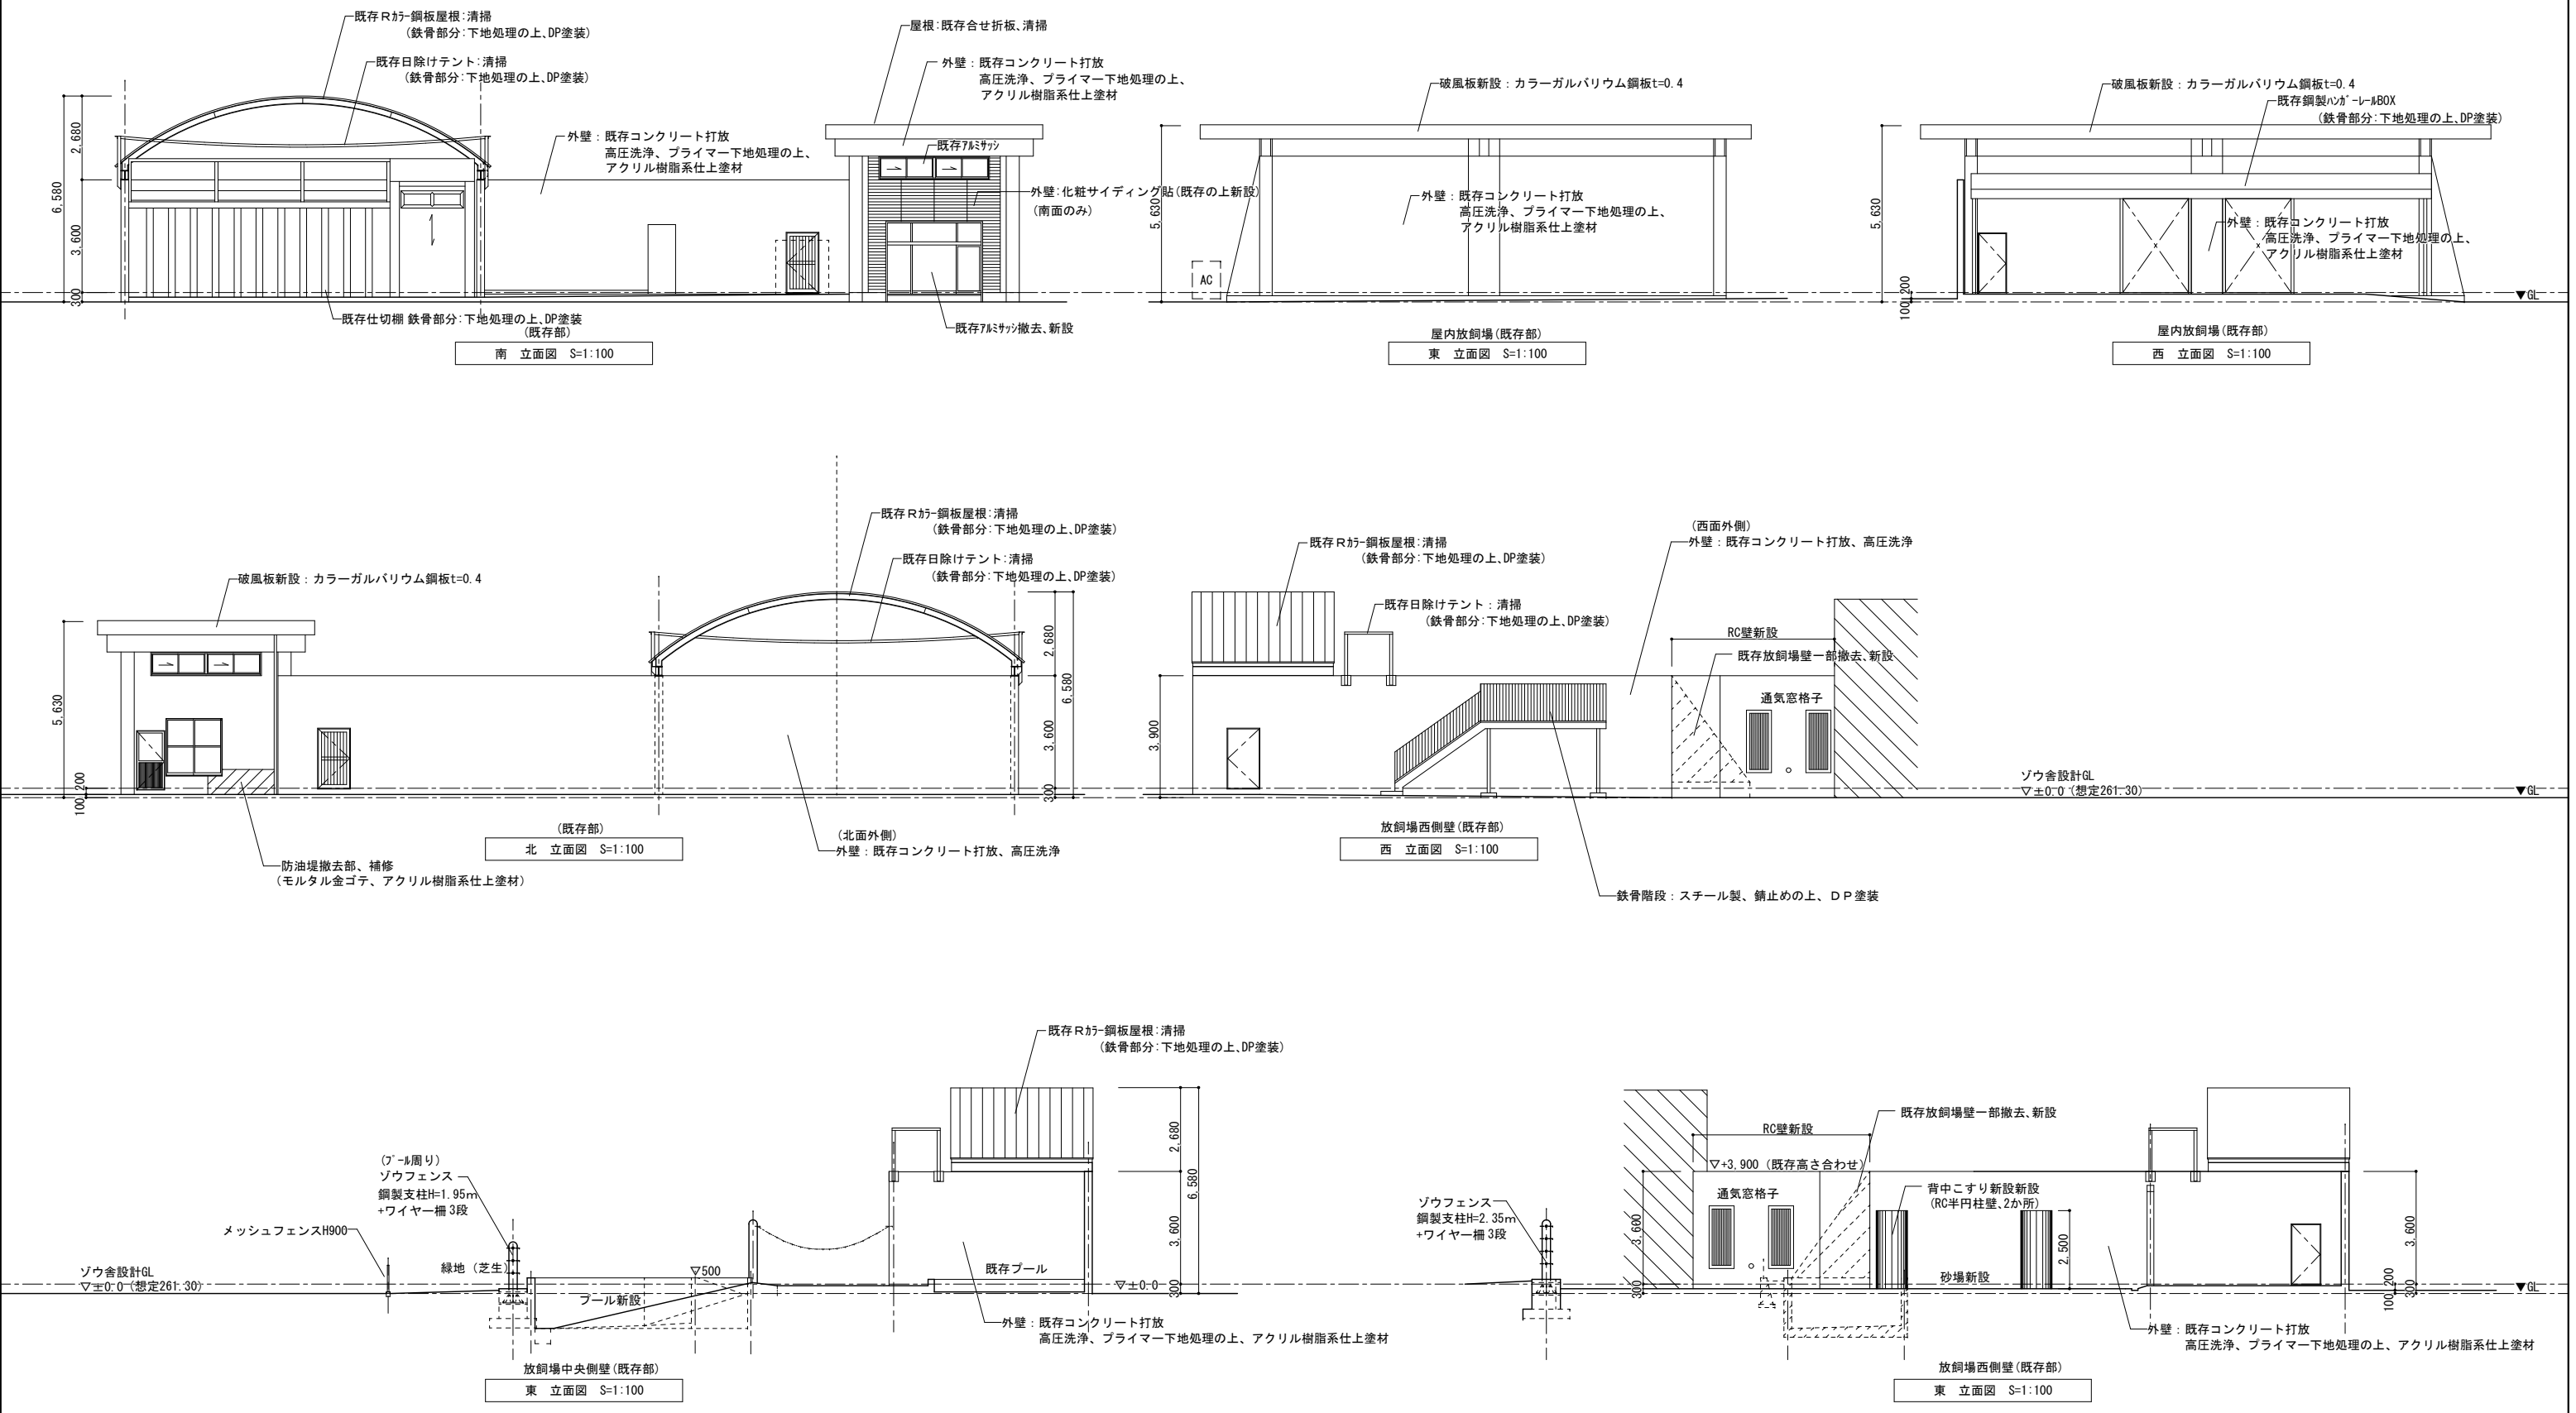 既存Rカラー鋼板屋根:清掃
(鉄骨部分:下地処理の上、DP塗装)
既存日除けテント:清掃
(鉄骨部分:下地処理の上、DP塗装)
外壁：既存コンクリート打放
高圧洗浄、プライマー下地処理の上、
アクリル樹脂系仕上塗材
屋根:既存合せ折板、清掃
外壁：既存コンクリート打放
高圧洗浄、プライマー下地処理の上、
アクリル樹脂系仕上塗材
既存アルミサッシ
外壁:化粧サイディング貼(既存の上新設)
(南面のみ)
既存アルミサッシ撤去、新設
既存仕切棚 鉄骨部分:下地処理の上、DP塗装
2,680
6,580
3,600
300
(既存部)
南　立面図　S=1:100
破風板新設：カラーガルバリウム鋼板t=0.4
外壁：既存コンクリート打放
高圧洗浄、プライマー下地処理の上、
アクリル樹脂系仕上塗材
5,630
AC
屋内放飼場(既存部)
東　立面図　S=1:100
破風板新設：カラーガルバリウム鋼板t=0.4
既存鋼製ハンガーレールBOX
(鉄骨部分:下地処理の上、DP塗装)
外壁：既存コンクリート打放
高圧洗浄、プライマー下地処理の上、
アクリル樹脂系仕上塗材
5,630
100 200
▼GL
屋内放飼場(既存部)
西　立面図　S=1:100
破風板新設：カラーガルバリウム鋼板t=0.4
既存Rカラー鋼板屋根:清掃
(鉄骨部分:下地処理の上、DP塗装)
既存日除けテント:清掃
(鉄骨部分:下地処理の上、DP塗装)
5,630
100 200
2,680
6,580
3,600
300
防油堤撤去部、補修
(モルタル金ゴテ、アクリル樹脂系仕上塗材)
(北面外側)
外壁：既存コンクリート打放、高圧洗浄
(既存部)
北　立面図　S=1:100
既存Rカラー鋼板屋根:清掃
(鉄骨部分:下地処理の上、DP塗装)
既存日除けテント：清掃
(鉄骨部分:下地処理の上、DP塗装)
(西面外側)
外壁：既存コンクリート打放、高圧洗浄
RC壁新設
既存放飼場壁一部撤去、新設
通気窓格子
3,900
ゾウ舎設計GL
▽±0.0 (想定261.30)
▼GL
鉄骨階段：スチール製、錆止めの上、ＤＰ塗装
放飼場西側壁(既存部)
西　立面図　S=1:100
既存Rカラー鋼板屋根:清掃
(鉄骨部分:下地処理の上、DP塗装)
(プール周り)
ゾウフェンス
鋼製支柱H=1.95m
+ワイヤー柵3段
メッシュフェンスH900
ゾウ舎設計GL
▽±0.0 (想定261.30)
緑地（芝生）
プール新設
▽500
既存プール
▽±0.0
2,680
6,580
3,600
300
外壁：既存コンクリート打放
高圧洗浄、プライマー下地処理の上、アクリル樹脂系仕上塗材
放飼場中央側壁(既存部)
東　立面図　S=1:100
ゾウフェンス
鋼製支柱H=2.35m
+ワイヤー柵3段
RC壁新設
▽+3,900 (既存高さ合わせ)
既存放飼場壁一部撤去、新設
通気窓格子
背中こすり新設新設
(RC半円柱壁、2か所)
3,600
300
2,500
砂場新設
3,600
100 200
300
▼GL
外壁：既存コンクリート打放
高圧洗浄、プライマー下地処理の上、アクリル樹脂系仕上塗材
放飼場西側壁(既存部)
東　立面図　S=1:100